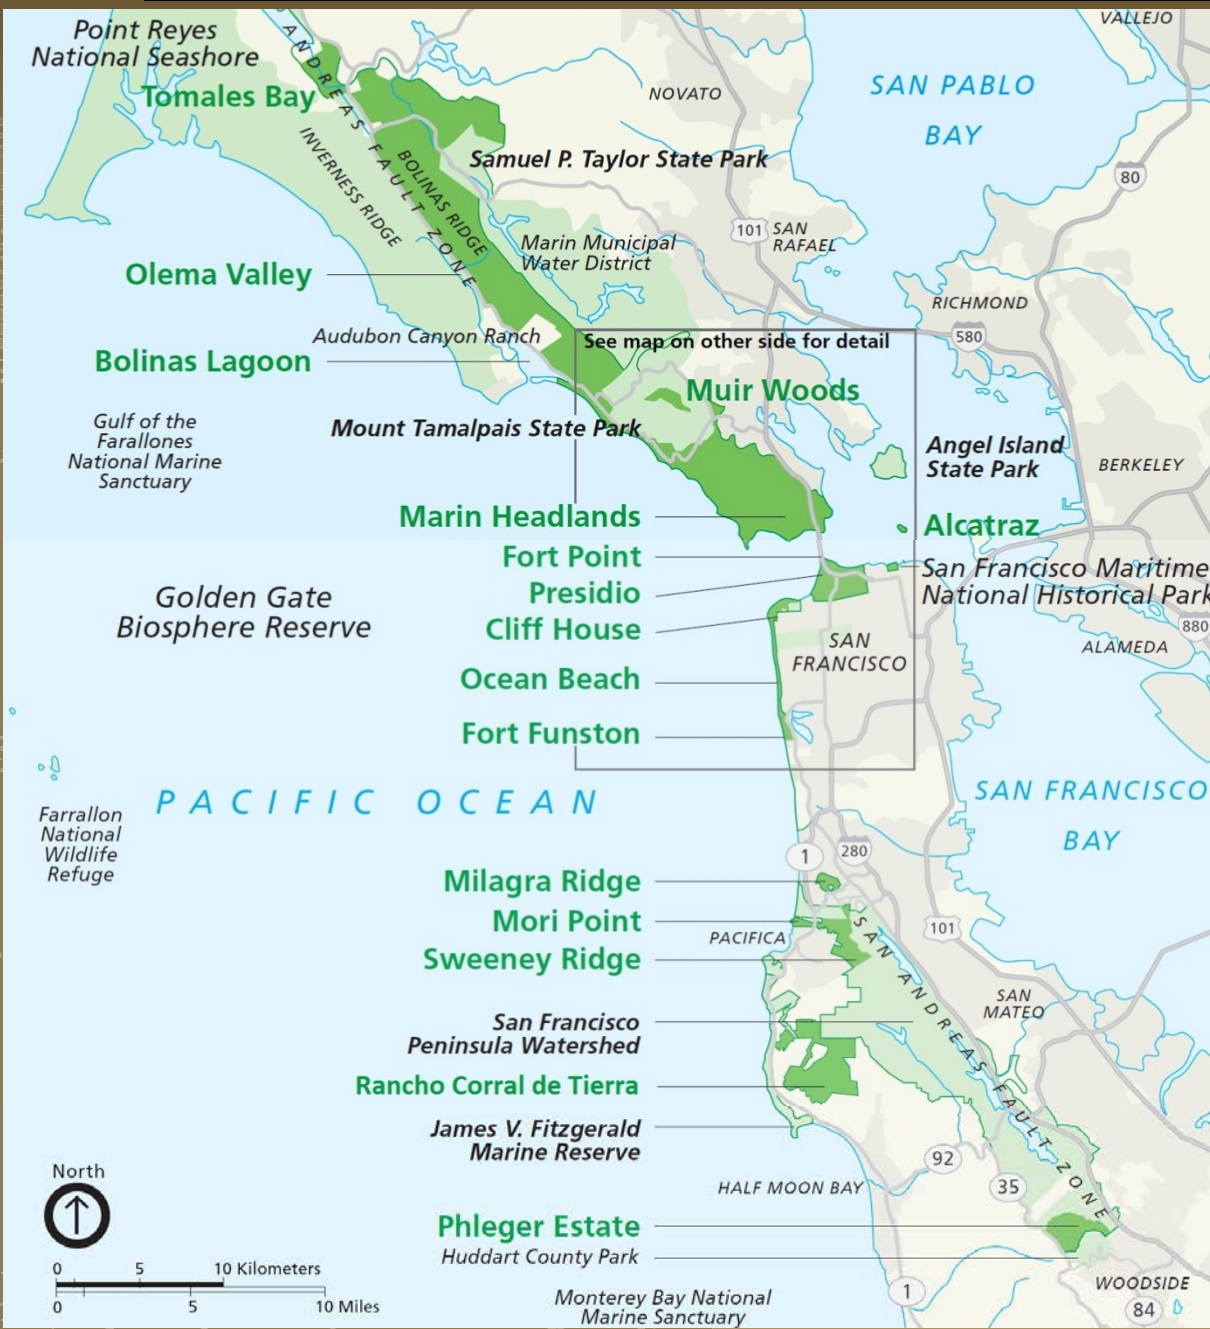 Point Reyes
National Seashore
VALLEJO
Tomales Bay
SAN ANDREAS FAULT ZONE
NOVATO
SAN PABLO
BAY
INVERNESS RIDGE
BOLINAS RIDGE
Samuel P. Taylor State Park
80
101
SAN
RAFAEL
Marin Municipal
Water District
Olema Valley
RICHMOND
580
Audubon Canyon Ranch
See map on other side for detail
Bolinas Lagoon
Muir Woods
Gulf of the
Farallones
National Marine
Sanctuary
Mount Tamalpais State Park
Angel Island
State Park
BERKELEY
Marin Headlands
Alcatraz
Fort Point
San Francisco Maritime
National Historical Park
Presidio
Golden Gate
Biosphere Reserve
Cliff House
880
ALAMEDA
SAN
FRANCISCO
Ocean Beach
Fort Funston
PACIFIC OCEAN
SAN FRANCISCO
BAY
Farrallon
National
Wildlife
Refuge
1
280
Milagra Ridge
Mori Point
101
PACIFICA
Sweeney Ridge
SAN ANDREAS FAULT ZONE
SAN
MATEO
San Francisco
Peninsula Watershed
Rancho Corral de Tierra
James V. Fitzgerald
Marine Reserve
North
92
35
HALF MOON BAY
Phleger Estate
Huddart County Park
0 5 10 Kilometers
0 5 10 Miles
Monterey Bay National
Marine Sanctuary
1
WOODSIDE
84